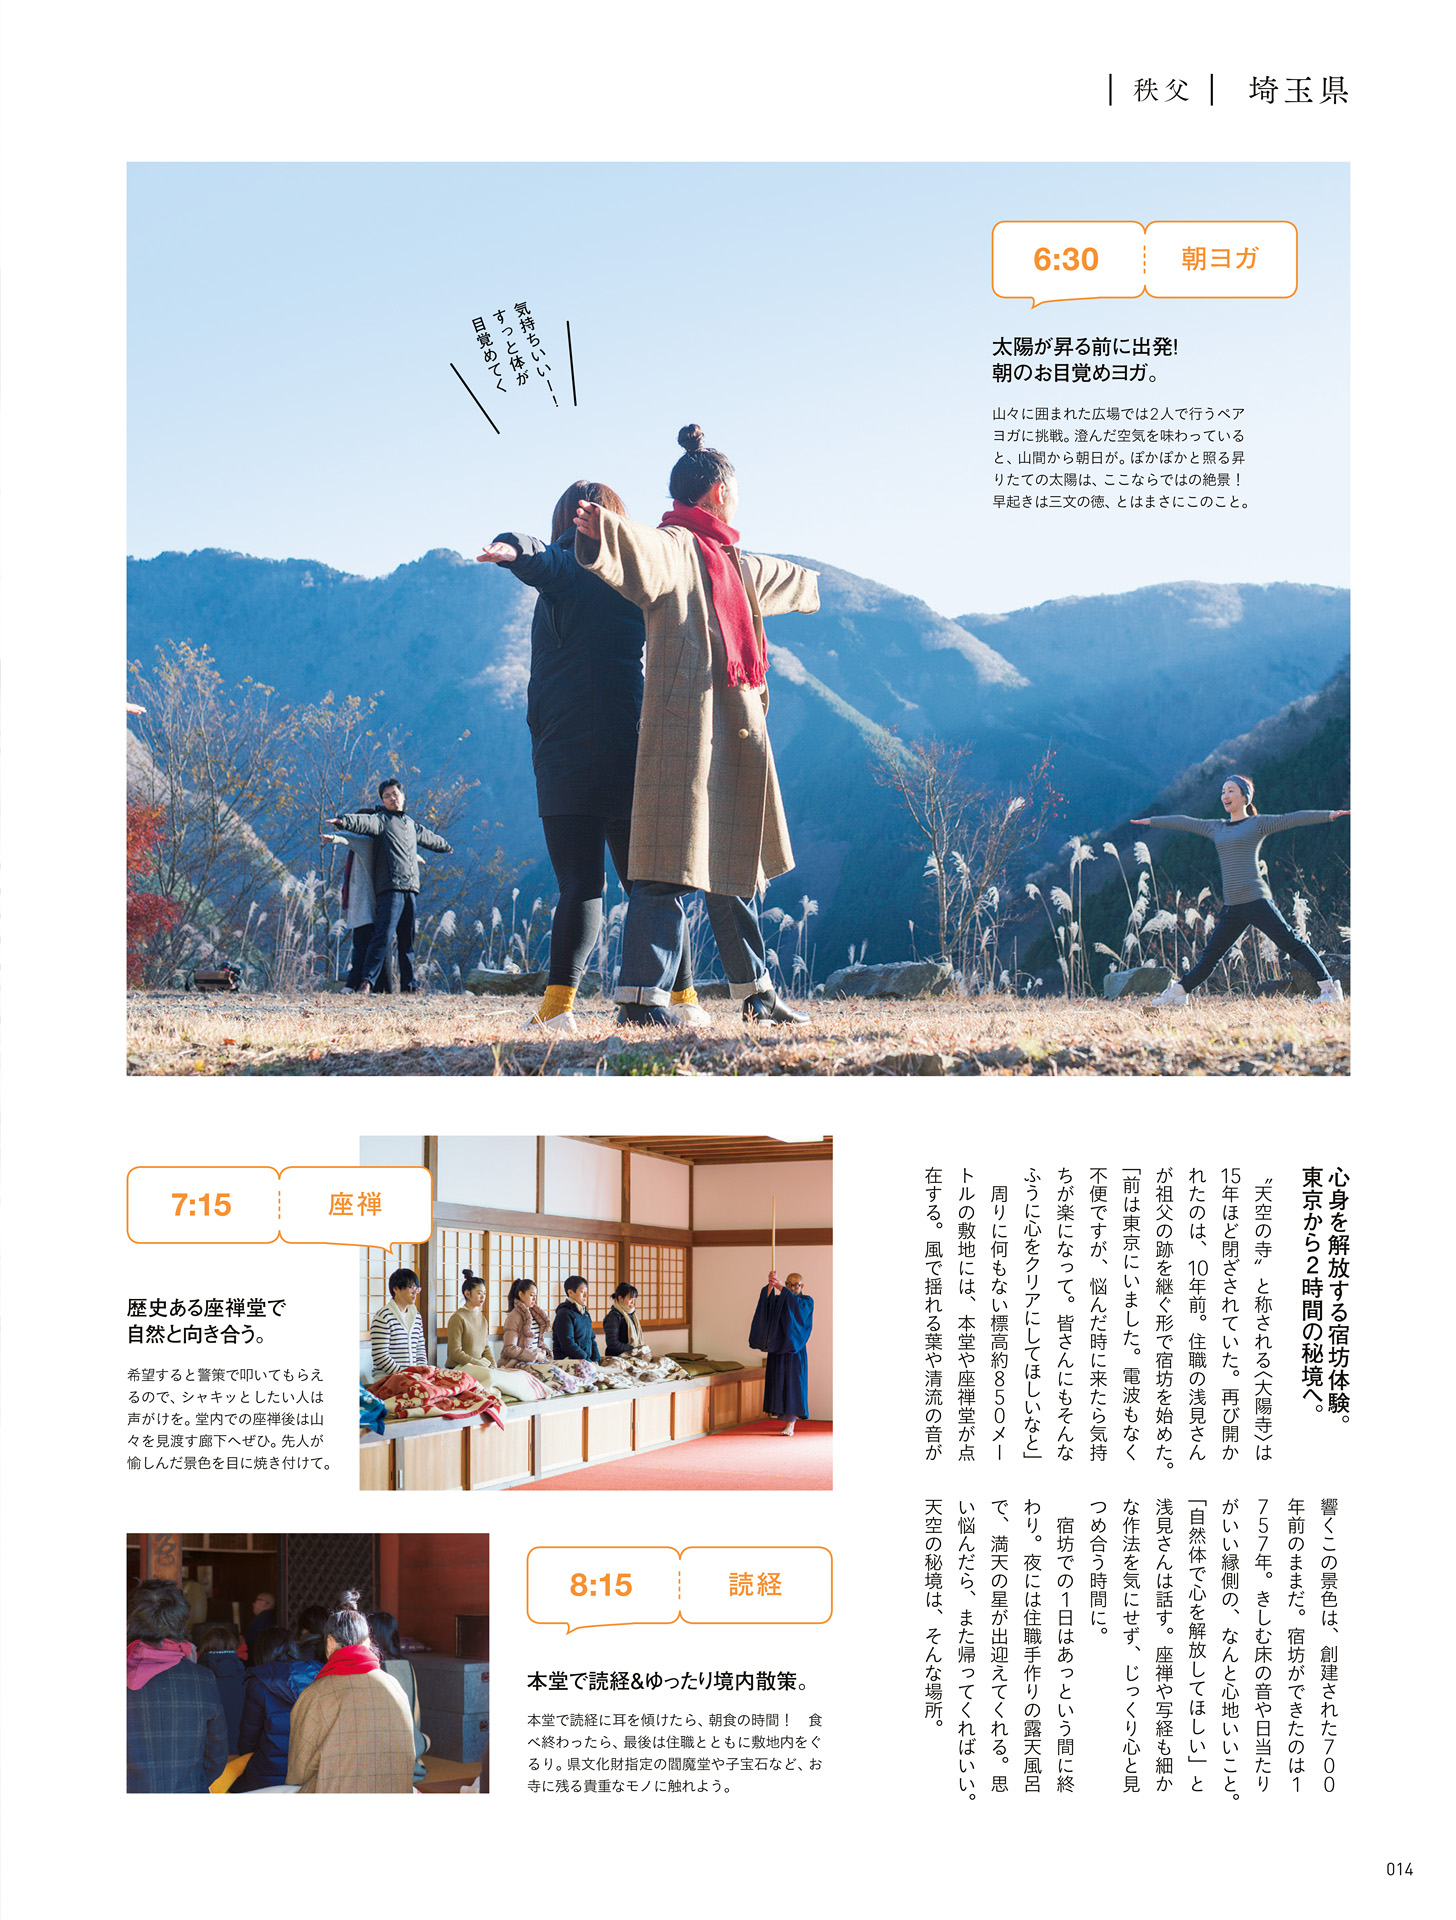 埼玉県
秩父
6:30
朝ヨガ
太陽が昇る前に出発!
朝のお目覚めヨガ。
山々に囲まれた広場では2人で行うペア
ヨガに挑戦。澄んだ空気を味わっている
と、山間から朝日が。ぽかぽかと照る昇
りたての太陽は、ここならではの絶景！
早起きは三文の徳、とはまさにこのこと。
気持ちいいー！
すっと体が
目覚めてく
心身を解放する宿坊体験。
東京から2時間の秘境へ。
〝天空の寺〟と称される〈大陽寺〉は
15年ほど閉ざされていた。再び開か
れたのは、10年前。住職の浅見さん
が祖父の跡を継ぐ形で宿坊を始めた。
「前は東京にいました。電波もなく
不便ですが、悩んだ時に来たら気持
ちが楽になって。皆さんにもそんな
ふうに心をクリアにしてほしいなと」
周りに何もない標高約850メー
トルの敷地には、本堂や座禅堂が点
在する。風で揺れる葉や清流の音が
響くこの景色は、創建された700
年前のままだ。宿坊ができたのは1
757年。きしむ床の音や日当たり
がいい縁側の、なんと心地いいこと。
「自然体で心を解放してほしい」と
浅見さんは話す。座禅や写経も細か
な作法を気にせず、じっくり心と見
つめ合う時間に。
宿坊での1日はあっという間に終
わり。夜には住職手作りの露天風呂
で、満天の星が出迎えてくれる。思
い悩んだら、また帰ってくればいい。
天空の秘境は、そんな場所。
7:15
座禅
歴史ある座禅堂で
自然と向き合う。
希望すると警策で叩いてもらえ
るので、シャキッとしたい人は
声がけを。堂内での座禅後は山
々を見渡す廊下へぜひ。先人が
愉しんだ景色を目に焼き付けて。
8:15
読経
本堂で読経&ゆったり境内散策。
本堂で読経に耳を傾けたら、朝食の時間！　食
べ終わったら、最後は住職とともに敷地内をぐ
るり。県文化財指定の閻魔堂や子宝石など、お
寺に残る貴重なモノに触れよう。
014